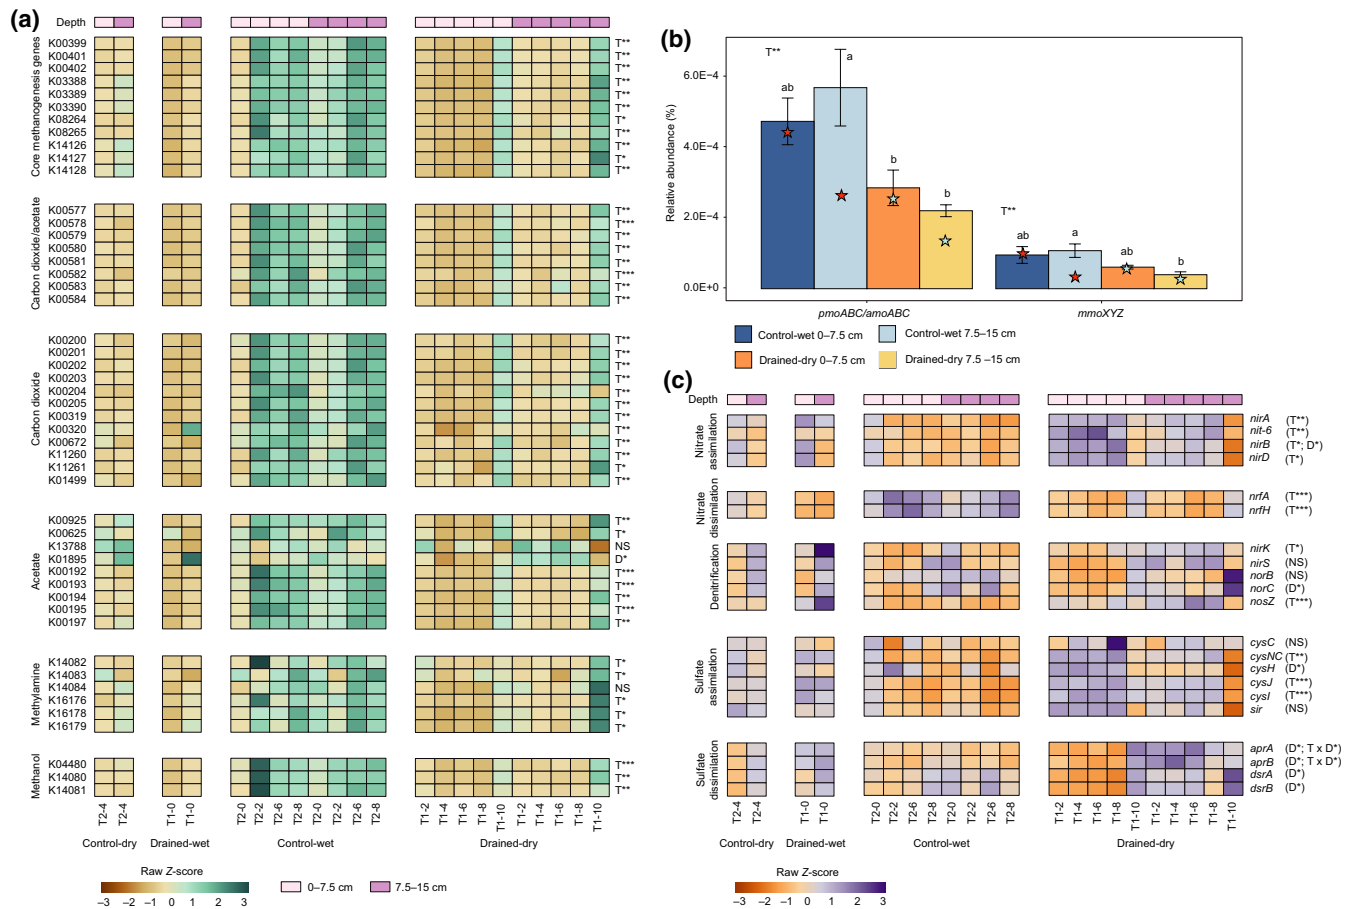 (a)
Depth
Core methanogenesis genes
K00399 T**
K00401 T**
K00402 T**
K03388 T**
K03389 T**
K03390 T**
K08264 T*
K08265 T**
K14126 T**
K14127 T*
K14128 T**
Carbon dioxide/acetate
K00577 T**
K00578 T***
K00579 T**
K00580 T**
K00581 T**
K00582 T***
K00583 T**
K00584 T**
Carbon dioxide
K00200 T**
K00201 T**
K00202 T**
K00203 T**
K00204 T**
K00205 T**
K00319 T**
K00320 T**
K00672 T**
K11260 T**
K11261 T*
K01499 T**
Acetate
K00925 T**
K00625 T*
K13788 NS
K01895 D*
K00192 T***
K00193 T***
K00194 T**
K00195 T***
K00197 T**
Methylamine
K14082 T*
K14083 T*
K14084 NS
K16176 T*
K16178 T*
K16179 T*
Methanol
K04480 T***
K14080 T**
K14081 T**
T2-4 T2-4 T1-0 T1-0 T2-0 T2-2 T2-6 T2-8 T2-0 T2-2 T2-6 T2-8 T1-2 T1-4 T1-6 T1-8 T1-10 T1-2 T1-4 T1-6 T1-8 T1-10
Control-dry Drained-wet Control-wet Drained-dry
Raw Z-score
–3 –2 –1 0 1 2 3
0–7.5 cm 7.5–15 cm
(b)
Relative abundance (%)
6.0E−4
4.0E−4
2.0E−4
0.0E+0
T** ab a b b
T** ab a ab b
pmoABC/amoABC mmoXYZ
Control-wet 0–7.5 cm Control-wet 7.5–15 cm
Drained-dry 0–7.5 cm Drained-dry 7.5 –15 cm
(c)
Depth
Nitrate assimilation
nirA (T**)
nit-6 (T**)
nirB (T*; D*)
nirD (T*)
Nitrate dissimilation
nrfA (T***)
nrfH (T***)
Denitrification
nirK (T*)
nirS (NS)
norB (NS)
norC (D*)
nosZ (T***)
Sulfate assimilation
cysC (NS)
cysNC (T**)
cysH (D*)
cysJ (T***)
cysI (T***)
sir (NS)
Sulfate dissimilation
aprA (D*; T x D*)
aprB (D*; T x D*)
dsrA (D*)
dsrB (D*)
T2-4 T2-4 T1-0 T1-0 T2-0 T2-2 T2-6 T2-8 T2-0 T2-2 T2-6 T2-8 T1-2 T1-4 T1-6 T1-8 T1-10 T1-2 T1-4 T1-6 T1-8 T1-10
Control-dry Drained-wet Control-wet Drained-dry
Raw Z-score
–3 –2 –1 0 1 2 3